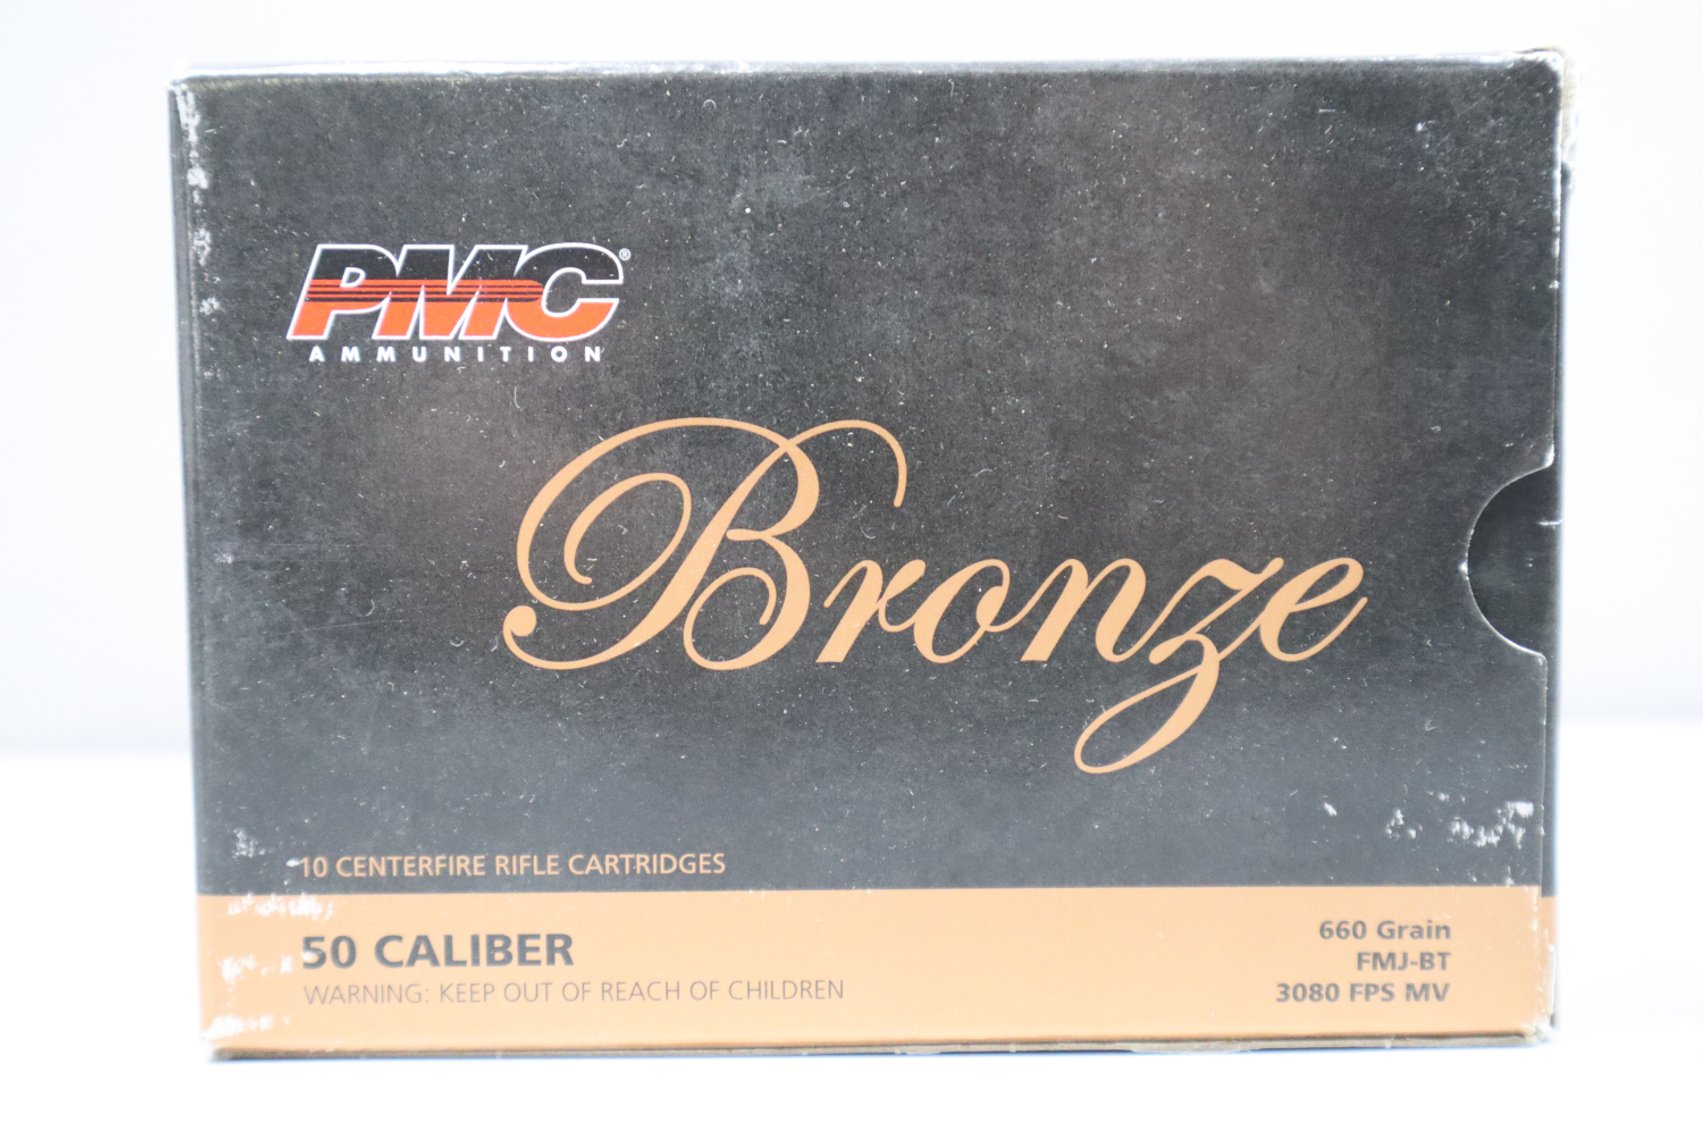 PMC®
AMMUNITION
Bronze
10 CENTERFIRE RIFLE CARTRIDGES
50 CALIBER
WARNING: KEEP OUT OF REACH OF CHILDREN
660 Grain
FMJ-BT
3080 FPS MV